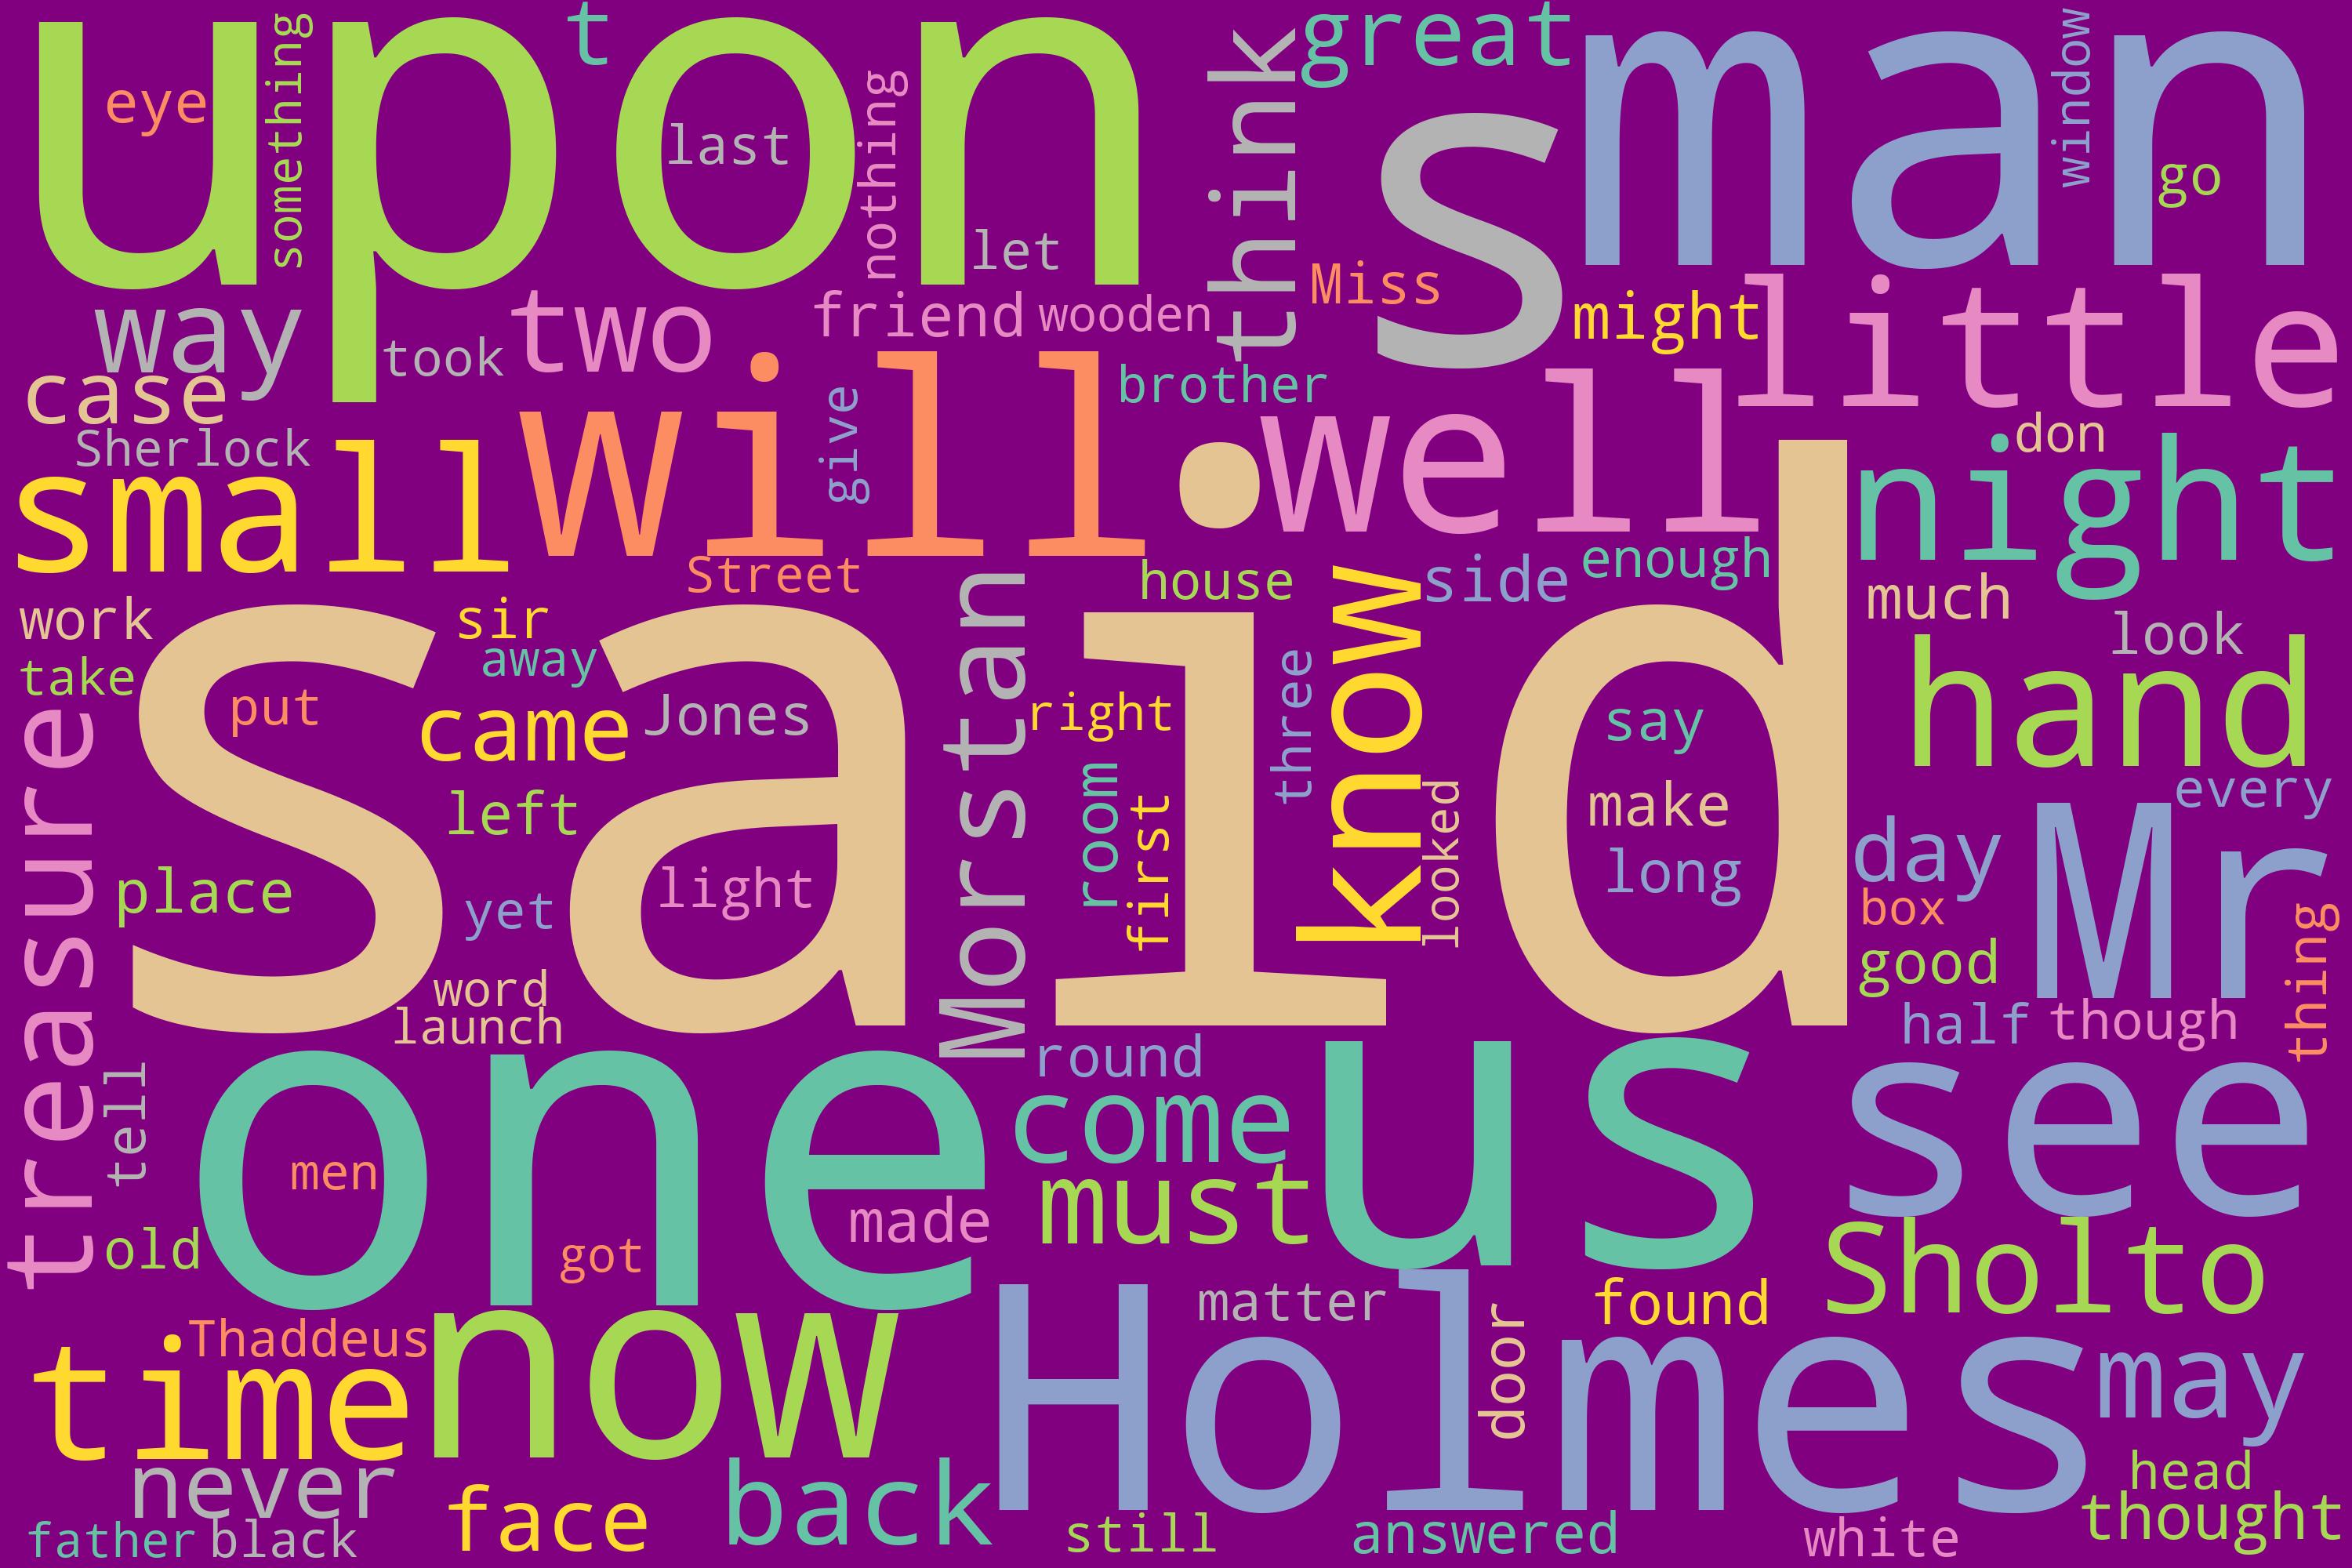 upon
t
think
great
man
window
eye
something
last
nothing
let
s
go
Miss
might
little
way
took
two
friend
wooden
brother
case
Sherlock
will
give
well
don
small
night
Street
house
side
enough
much
look
work
sir
away
take
said
Morstan
know
three
hand
put
came
Jones
right
say
treasure
left
room
first
looked
make
every
Mr
day
place
yet
light
long
box
thing
good
word
launch
half
though
one
round
us
see
tell
come
men
made
must
old
got
Sholto
now
Holmes
matter
door
found
time
Thaddeus
may
never
face
back
head
thought
father
black
still
answered
white